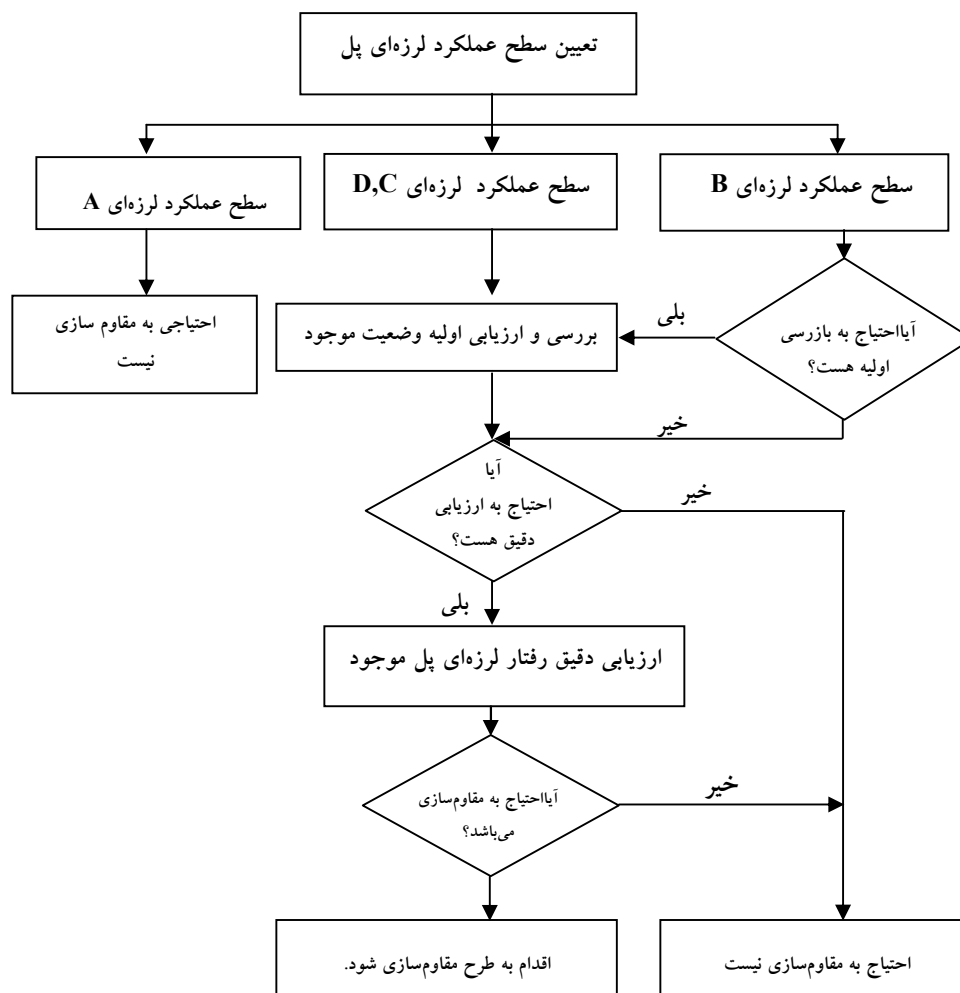 تعیین سطح عملکرد لرزه‌ای پل
سطح عملکرد لرزه‌ای B
سطح عملکرد لرزه‌ای D,C
سطح عملکرد لرزه‌ای A
آیااحتیاج به بازرسی
اولیه هست؟
بلی
بررسی و ارزیابی اولیه وضعیت موجود
احتیاجی به مقاوم سازی
نیست
خیر
آیا
احتیاج به ارزیابی
دقیق هست؟
خیر
بلی
ارزیابی دقیق رفتار لرزه‌ای پل موجود
آیااحتیاج به مقاوم‌سازی
می‌باشد؟
خیر
احتیاج به مقاوم‌سازی نیست
اقدام به طرح مقاوم‌سازی شود.